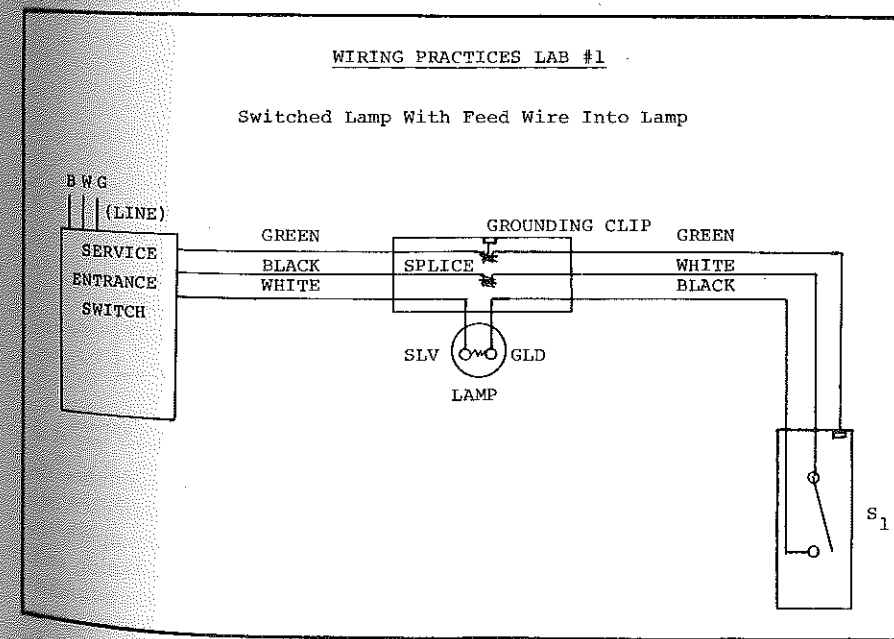 WIRING PRACTICES LAB #1
Switched Lamp With Feed Wire Into Lamp
B W G
(LINE)
SERVICE
ENTRANCE
SWITCH
GREEN
BLACK
WHITE
GROUNDING CLIP
SPLICE
GREEN
WHITE
BLACK
SLV
GLD
LAMP
S1